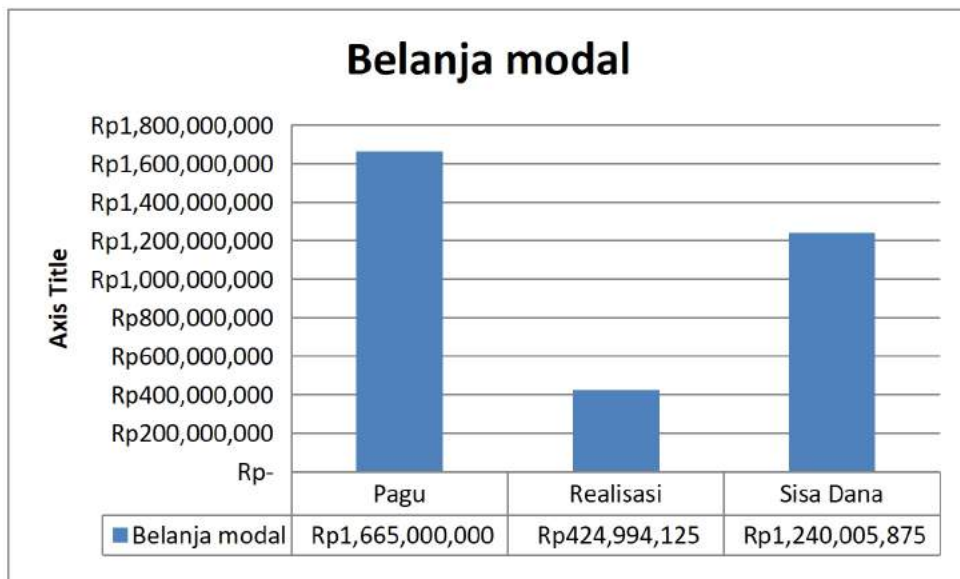 Belanja modal
Rp1,800,000,000
Rp1,600,000,000
Rp1,400,000,000
Rp1,200,000,000
Rp1,000,000,000
Rp800,000,000
Rp600,000,000
Rp400,000,000
Rp200,000,000
Rp-
Axis Title
Pagu Realisasi Sisa Dana
Belanja modal Rp1,665,000,000 Rp424,994,125 Rp1,240,005,875